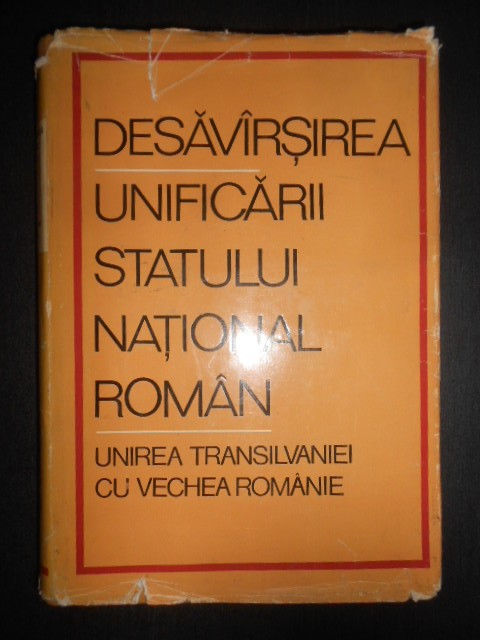 DESĂVÎRȘIREA
UNIFICĂRII
STATULUI
NAȚIONAL
ROMÂN
UNIREA TRANSILVANIEI
CU VECHEA ROMÂNIE